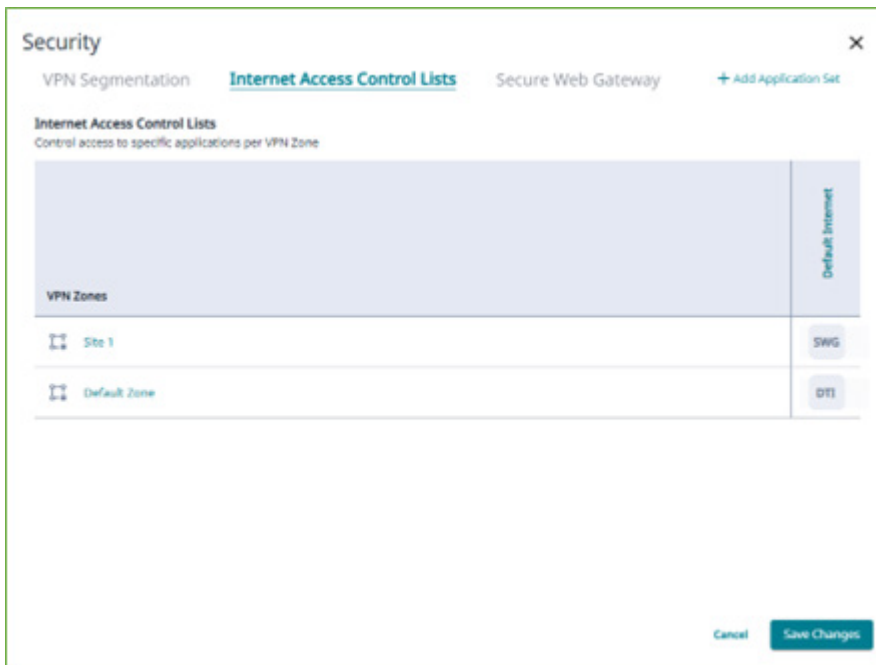 Security
VPN Segmentation Internet Access Control Lists Secure Web Gateway + Add Application Set
Internet Access Control Lists
Control access to specific applications per VPN Zone
Default Internet
VPN Zones
Site 1 SWG
Default Zone DTI
Cancel Save Changes